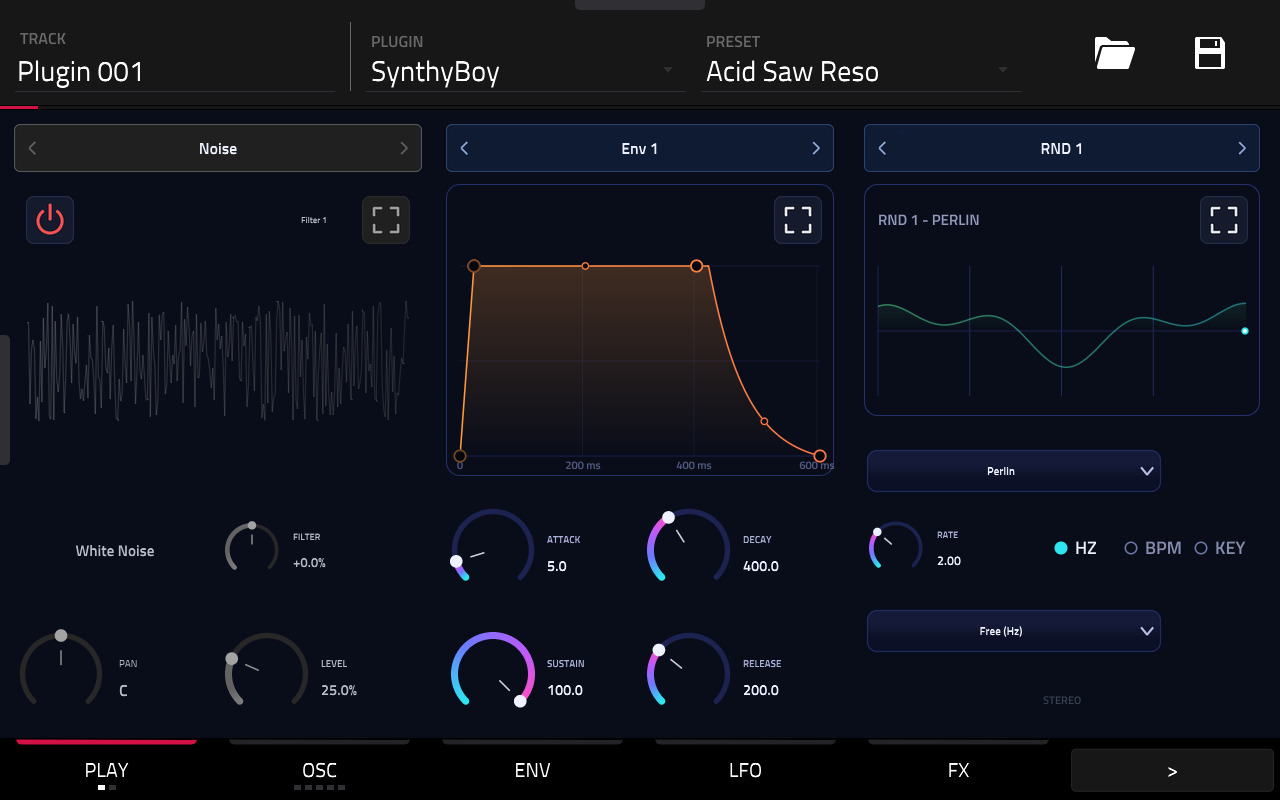 TRACK
Plugin 001
PLUGIN
SynthyBoy
PRESET
Acid Saw Reso
Noise
Env 1
RND 1
Filter 1
RND 1 - PERLIN
0
200 ms
400 ms
600 ms
Perlin
White Noise
FILTER
+0.0%
ATTACK
5.0
DECAY
400.0
RATE
2.00
HZ
BPM
KEY
PAN
C
LEVEL
25.0%
SUSTAIN
100.0
RELEASE
200.0
Free (Hz)
STEREO
PLAY
OSC
ENV
LFO
FX
>